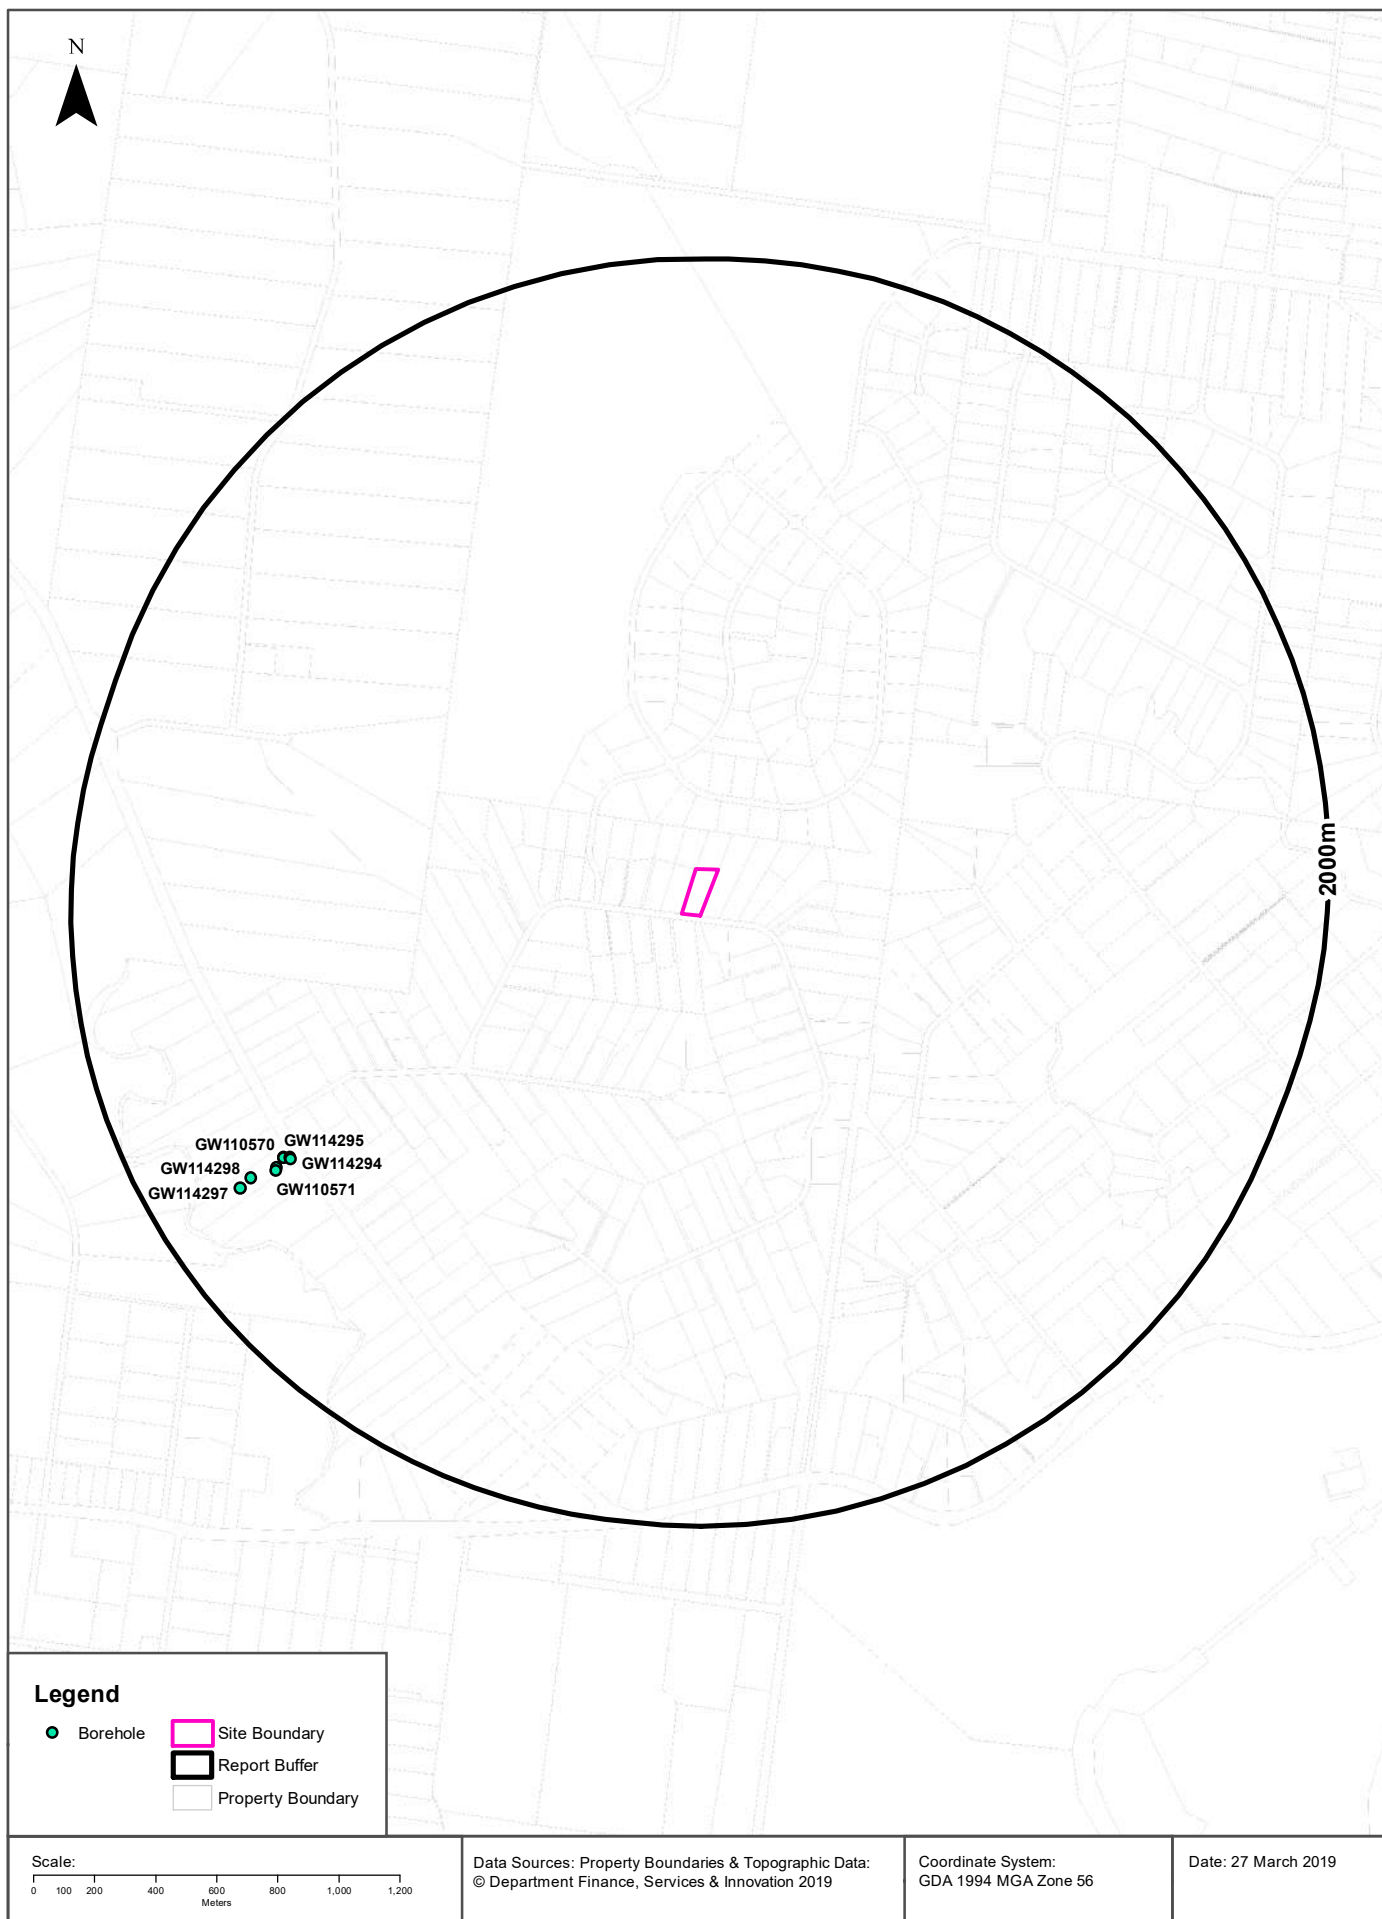 N
2000m
GW110570 GW114295
GW114298 GW114294
GW114297 GW110571
Legend
Borehole Site Boundary
Report Buffer
Property Boundary
Scale:
0 100 200 400 600 800 1,000 1,200
Meters
Data Sources: Property Boundaries & Topographic Data:
© Department Finance, Services & Innovation 2019
Coordinate System:
GDA 1994 MGA Zone 56
Date: 27 March 2019